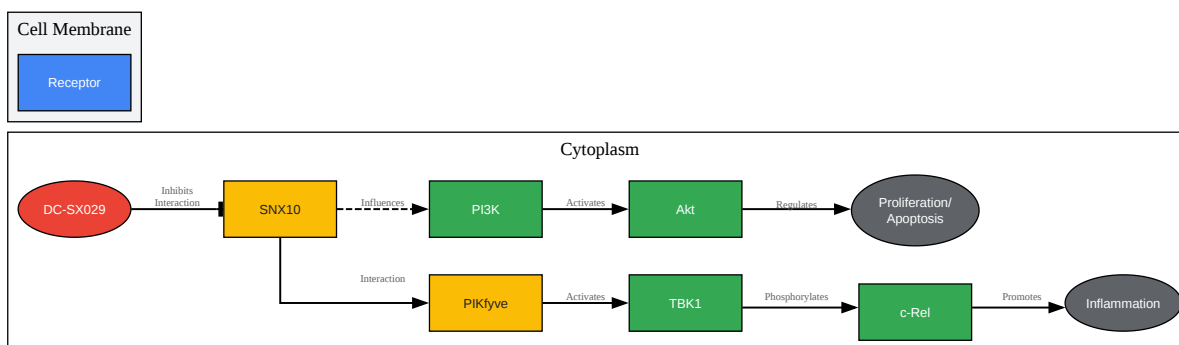 Cell Membrane
Receptor
Cytoplasm
DC-SX029
Inhibits
Interaction
SNX10
Influences
PI3K
Activates
Akt
Regulates
Proliferation/
Apoptosis
Interaction
PIKfyve
Activates
TBK1
Phosphorylates
c-Rel
Promotes
Inflammation